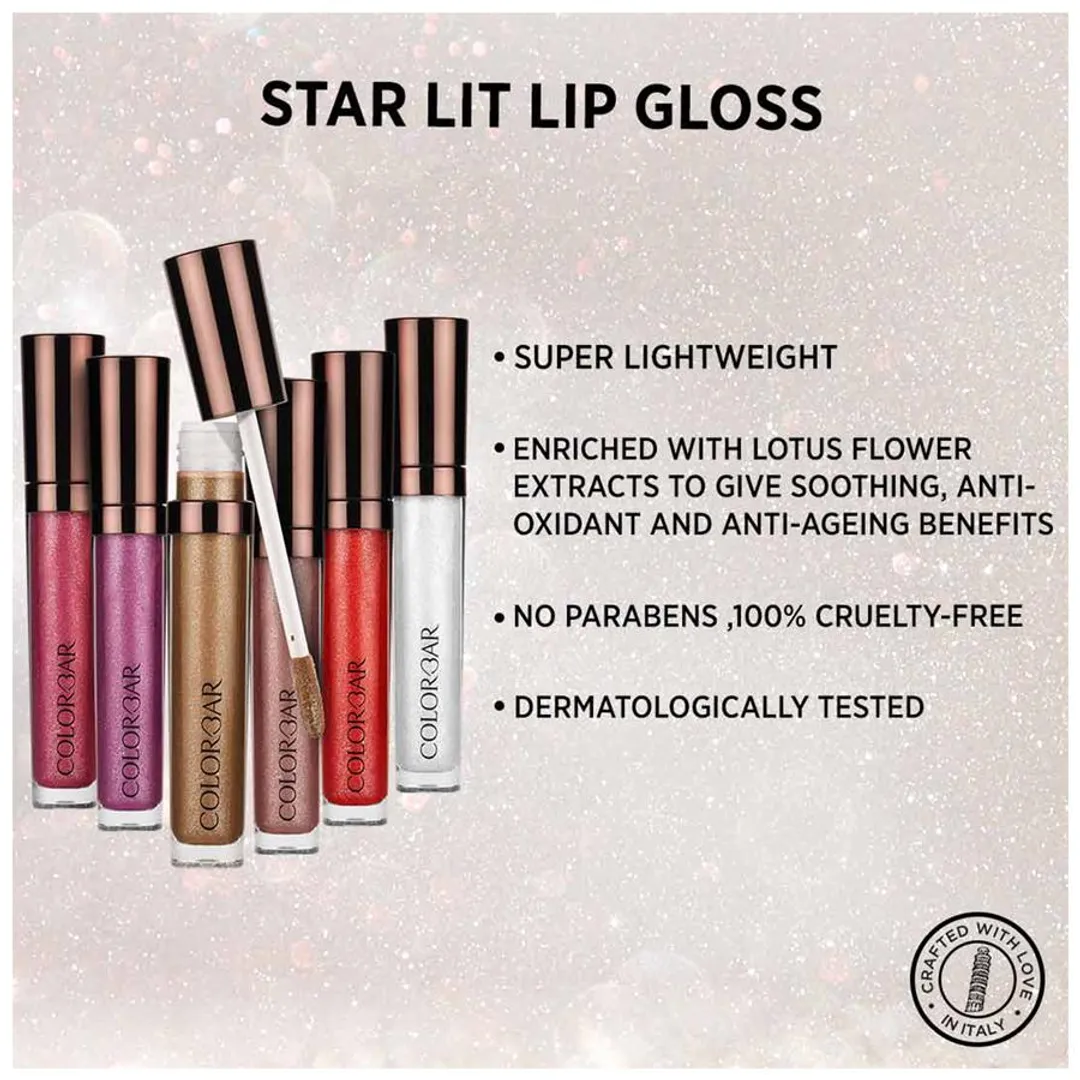 STAR LIT LIP GLOSS
• SUPER LIGHTWEIGHT
• ENRICHED WITH LOTUS FLOWER
EXTRACTS TO GIVE SOOTHING, ANTI-
OXIDANT AND ANTI-AGEING BENEFITS
• NO PARABENS ,100% CRUELTY-FREE
• DERMATOLOGICALLY TESTED
COLORBAR
COLORBAR
COLORBAR
COLORBAR
COLORBAR
COLORBAR
• CRAFTED WITH LOVE •
IN ITALY